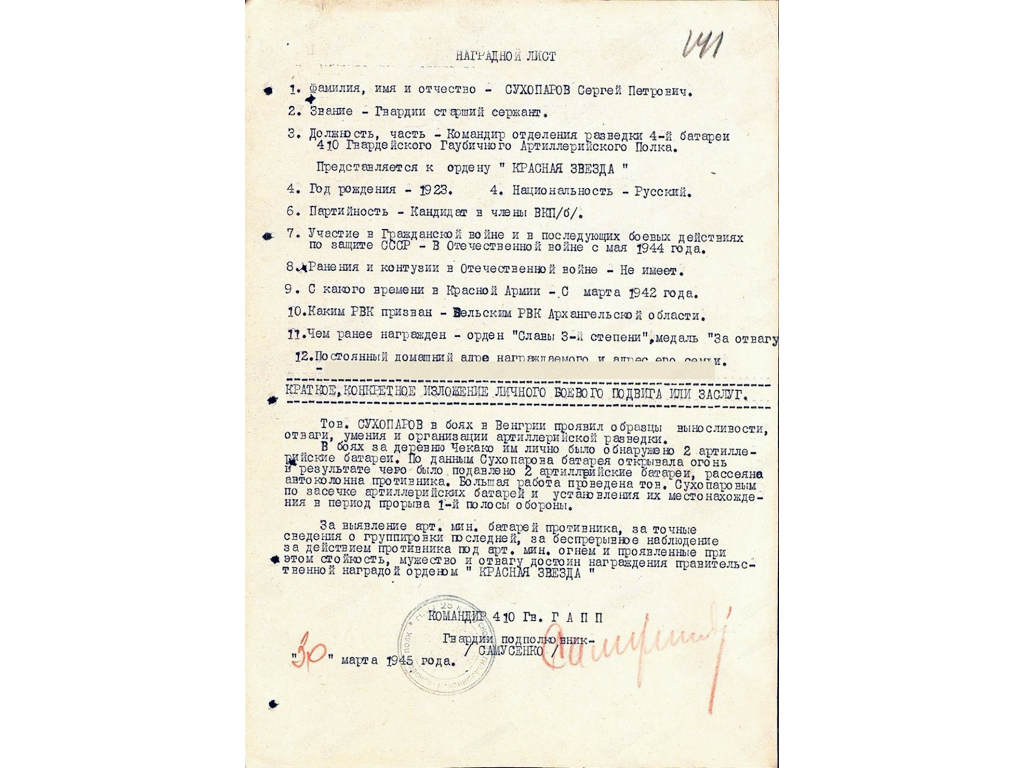 141
НАГРАДНОЙ ЛИСТ
1. Фамилия, имя и отчество - СУХОПАРОВ Сергей Петрович.
2. Звание - Гвардии старший сержант.
3. Должность, часть - Командир отделения разведки 4-й батареи
410 Гвардейского Гаубичного Артиллерийского Полка.
Представляется к ордену " КРАСНАЯ ЗВЕЗДА "
4. Год рождения - 1923. 4. Национальность - Русский.
6. Партийность - Кандидат в члены ВКП/б/.
7. Участие в Гражданской войне и в последующих боевых действиях
по защите СССР - В Отечественной войне с мая 1944 года.
8. Ранения и контузии в Отечественной войне - Не имеет.
9. С какого времени в Красной Армии - С марта 1942 года.
10.Каким РВК призван - Вельским РВК Архангельской области.
11.Чем ранее награжден - орден "Славы 3-й степени",медаль "За отвагу
12.Постоянный домашний адре награждаемого и адрес его семьи.
-
КРАТКОЕ,КОНКРЕТНОЕ ИЗЛОЖЕНИЕ ЛИЧНОГО БОЕВОГО ПОДВИГА ИЛИ ЗАСЛУГ.
Тов. СУХОПАРОВ в боях в Венгрии проявил образцы выносливости,
отваги, умения и организации артиллерийской разведки.
В боях за деревню Чекако им лично было обнаружено 2 артилле-
рийские батареи. По данным Сухопарова батарея открывала огонь
в результате чего было подавлено 2 артиллрийские батареи, рассеяна
автоколонна противника. Большая работа проведена тов. Сухопаровым
по засечке артиллерийских батарей и установления их местонахожде-
ния в период прорыва 1-й полосы обороны.
За выявление арт. мин. батарей противника, за точные
сведения о группировки последней, за беспрерывное наблюдение
за действием противника под арт. мин. огнем и проявленные при
этом стойкость, мужество и отвагу достоин награждения правительс-
твенной наградой орденом " КРАСНАЯ ЗВЕЗДА "
КОМАНДИР 410 Гв. Г А П П
Гвардии подполковник-
/ САМУСЕНКО /
"30" марта 1945 года.